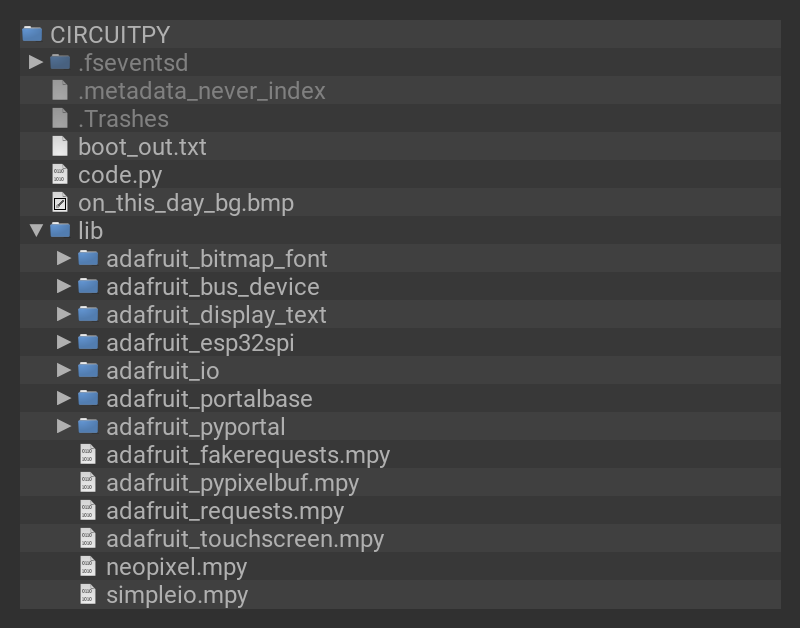 CIRCUITPY
.fseventsd
.metadata_never_index
.Trashes
boot_out.txt
code.py
on_this_day_bg.bmp
lib
adafruit_bitmap_font
adafruit_bus_device
adafruit_display_text
adafruit_esp32spi
adafruit_io
adafruit_portalbase
adafruit_pyportal
adafruit_fakerequests.mpy
adafruit_pypixelbuf.mpy
adafruit_requests.mpy
adafruit_touchscreen.mpy
neopixel.mpy
simpleio.mpy